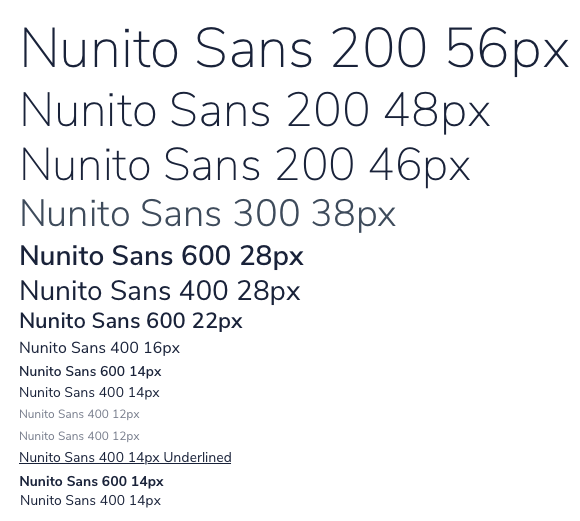 Nunito Sans 200 56px
Nunito Sans 200 48px
Nunito Sans 200 46px
Nunito Sans 300 38px
Nunito Sans 600 28px
Nunito Sans 400 28px
Nunito Sans 600 22px
Nunito Sans 400 16px
Nunito Sans 600 14px
Nunito Sans 400 14px
Nunito Sans 400 12px
Nunito Sans 400 12px
Nunito Sans 400 14px Underlined
Nunito Sans 600 14px
Nunito Sans 400 14px